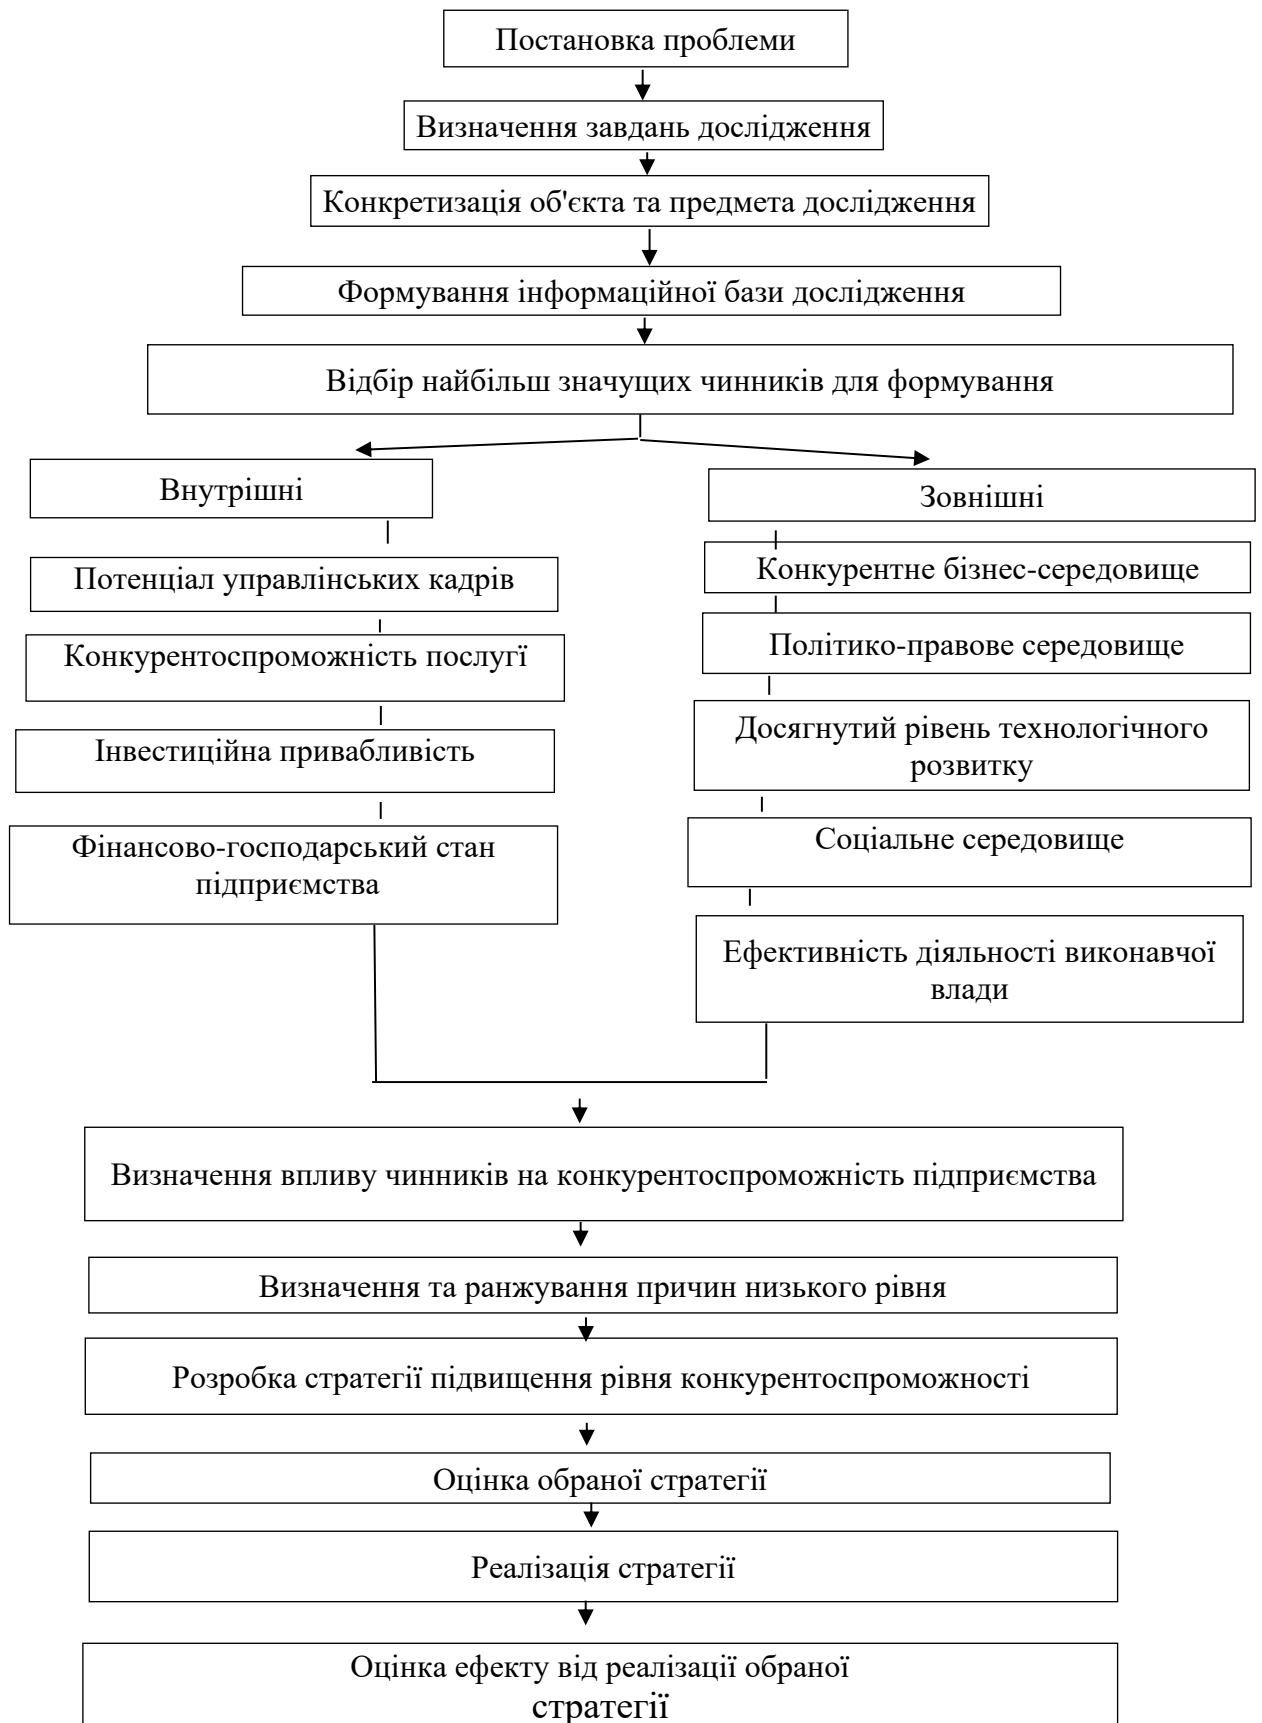 Постановка проблеми
Визначення завдань дослідження
Конкретизація об'єкта та предмета дослідження
Формування інформаційної бази дослідження
Відбір найбільш значущих чинників для формування
Внутрішні
Потенціал управлінських кадрів
Конкурентоспроможність послугї
Інвестиційна привабливість
Фінансово-господарський стан
підприємства
Зовнішні
Конкурентне бізнес-середовище
Політико-правове середовище
Досягнутий рівень технологічного
розвитку
Соціальне середовище
Ефективність діяльності виконавчої
влади
Визначення впливу чинників на конкурентоспроможність підприємства
Визначення та ранжування причин низького рівня
Розробка стратегії підвищення рівня конкурентоспроможності
Оцінка обраної стратегії
Реалізація стратегії
Оцінка ефекту від реалізації обраної
стратегії